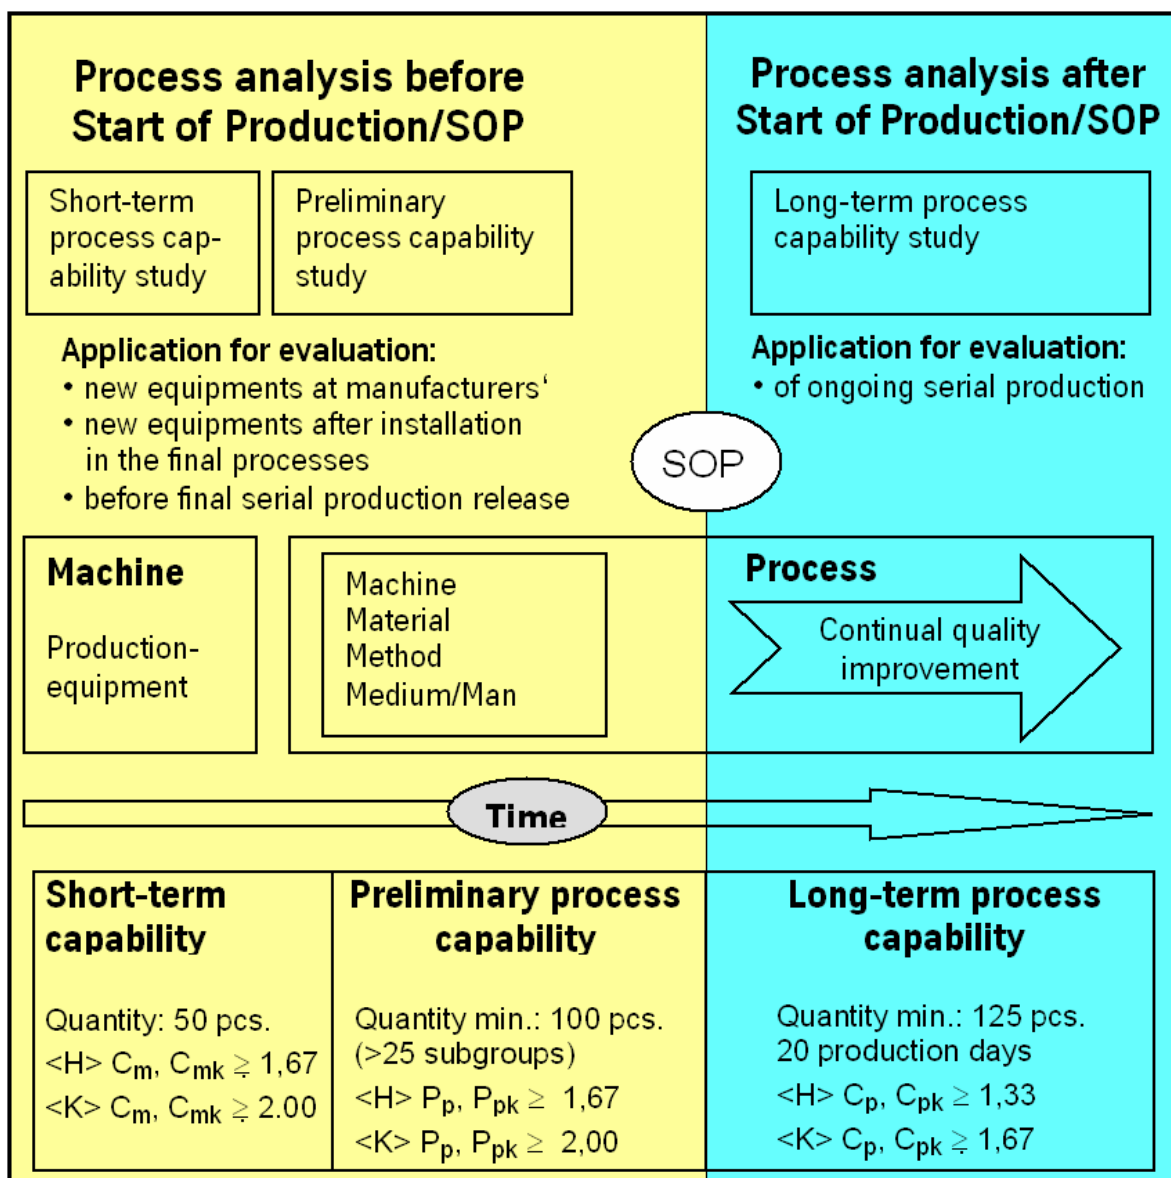 Process analysis before
Start of Production/SOP
Process analysis after
Start of Production/SOP
Short-term
process cap-
ability study
Preliminary
process capability
study
Long-term process
capability study
Application for evaluation:
• new equipments at manufacturers‘
• new equipments after installation
in the final processes
• before final serial production release
Application for evaluation:
• of ongoing serial production
SOP
Machine
Production-
equipment
Machine
Material
Method
Medium/Man
Process
Continual quality
improvement
Time
Short-term
capability
Quantity: 50 pcs.
<H> Cm, Cmk ≥ 1,67
<K> Cm, Cmk ≥ 2.00
Preliminary process
capability
Quantity min.: 100 pcs.
(>25 subgroups)
<H> Pp, Ppk ≥ 1,67
<K> Pp, Ppk ≥ 2,00
Long-term process
capability
Quantity min.: 125 pcs.
20 production days
<H> Cp, Cpk ≥ 1,33
<K> Cp, Cpk ≥ 1,67